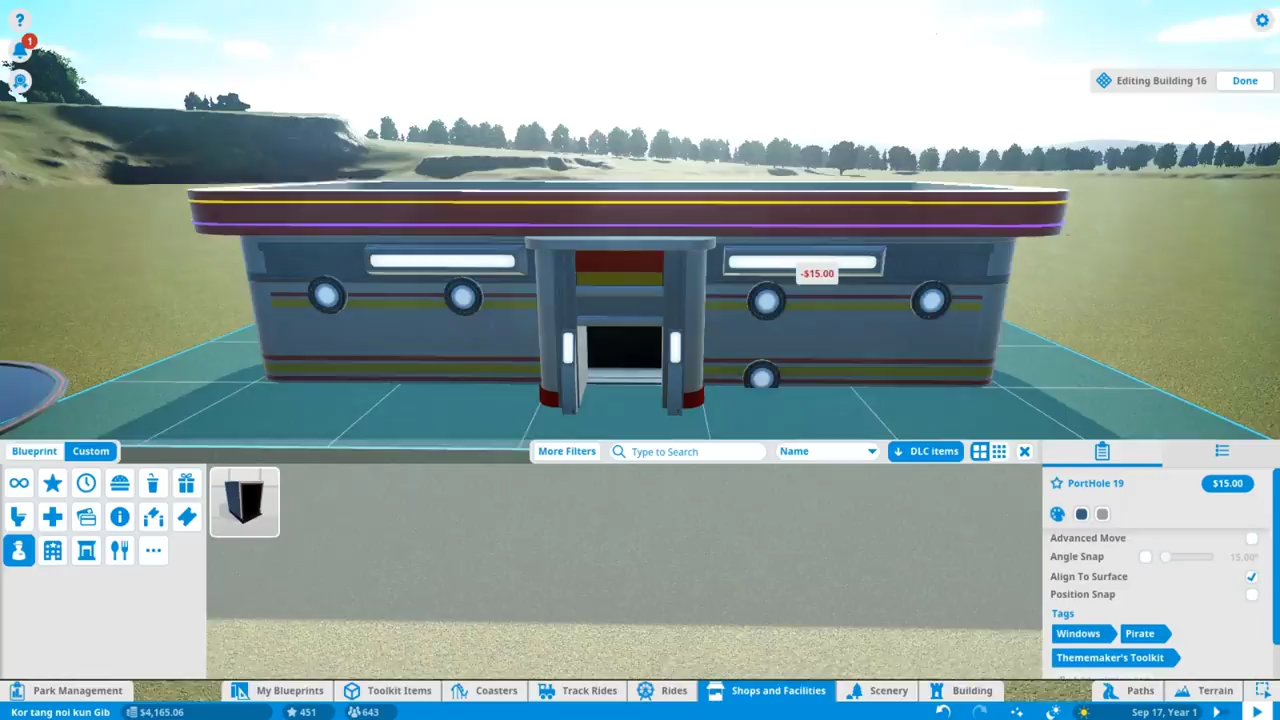 ?
1
Editing Building 16
Done
-$15.00
Blueprint
Custom
More Filters
Type to Search
Name
DLC items
PortHole 19
$15.00
Advanced Move
Angle Snap
15.00°
Align To Surface
Position Snap
Tags
Windows
Pirate
Thememaker's Toolkit
Park Management
My Blueprints
Toolkit Items
Coasters
Track Rides
Rides
Shops and Facilities
Scenery
Building
Paths
Terrain
Kor tang noi kun Gib
$4,165.06
451
643
Sep 17, Year 1